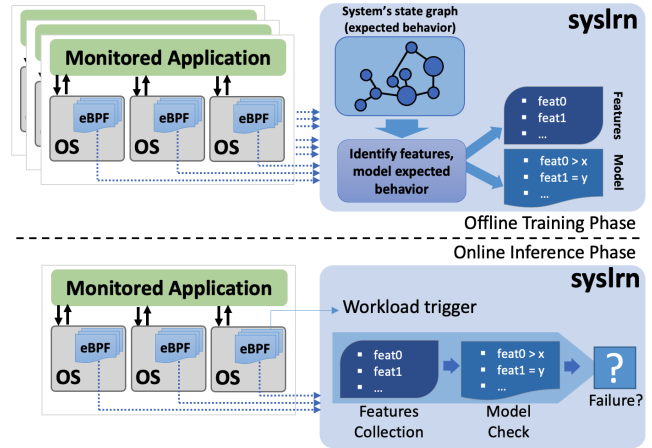 System's state graph
(expected behavior)
syslrn
Monitored Application
eBPF
eBPF
eBPF
OS
OS
OS
Identify features,
model expected
behavior
▪ feat0
▪ feat1
▪ ...
Features
▪ feat0 > x
▪ feat1 = y
▪ ...
Model
Offline Training Phase
Online Inference Phase
syslrn
Monitored Application
eBPF
eBPF
eBPF
OS
OS
OS
Workload trigger
▪ feat0
▪ feat1
▪ ...
▪ feat0 > x
▪ feat1 = y
▪ ...
?
Failure?
Features
Collection
Model
Check